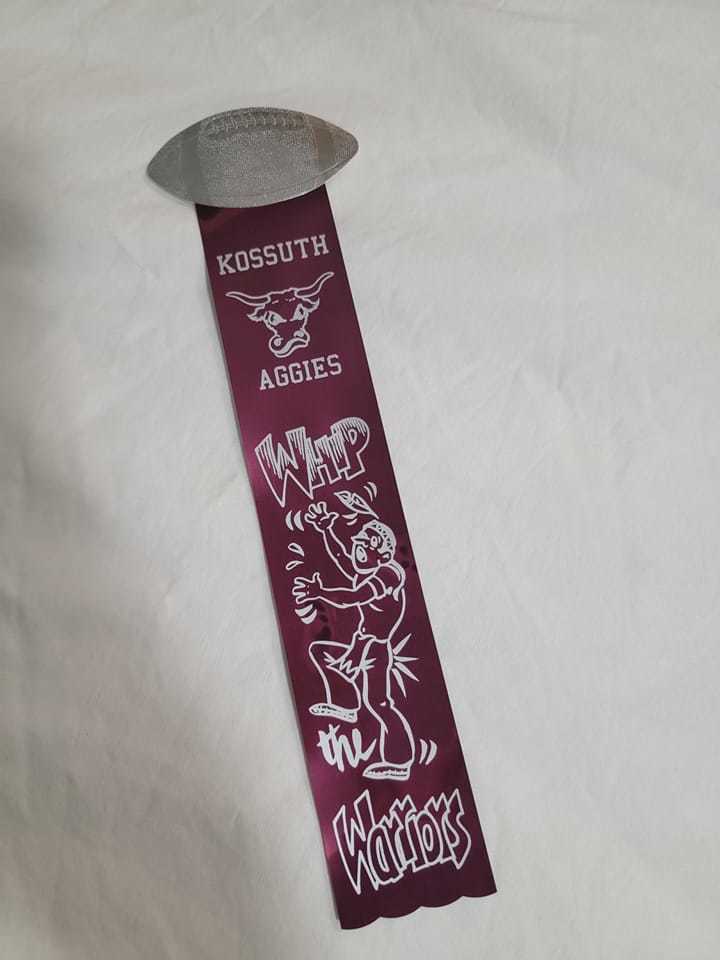 KOSSUTH
AGGIES
WHIP
the
Warriors